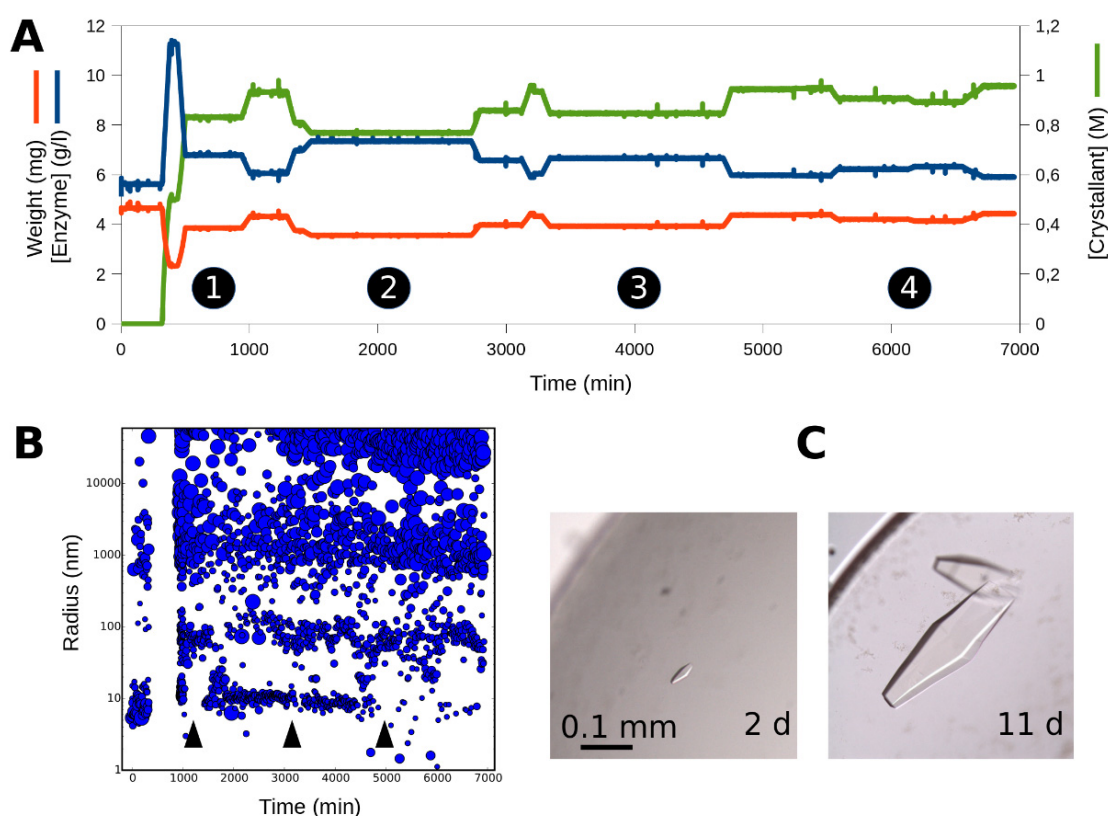 A
Weight (mg)
[Enzyme] (g/l)
12
10
8
6
4
2
0
1,2
1
0,8
0,6
0,4
0,2
0
[Crystallant] (M)
1
2
3
4
0 1000 2000 3000 4000 5000 6000 7000
Time (min)
B
Radius (nm)
10000
1000
100
10
1
0 1000 2000 3000 4000 5000 6000 7000
Time (min)
C
0.1 mm
2 d
11 d